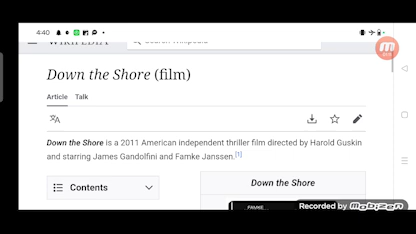 4:40
WIKIPEDIA
Search Wikipedia
Down the Shore (film)
Article Talk
Down the Shore is a 2011 American independent thriller film directed by Harold Guskin
and starring James Gandolfini and Famke Janssen.[1]
Contents
Down the Shore
FAMKE
Recorded by Mobizen